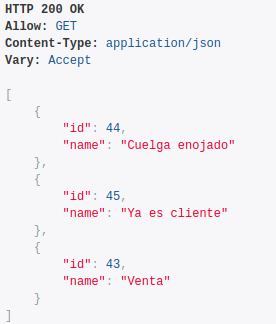 HTTP 200 OK
Allow: GET
Content-Type: application/json
Vary: Accept

[
    {
        "id": 44,
        "name": "Cuelga enojado"
    },
    {
        "id": 45,
        "name": "Ya es cliente"
    },
    {
        "id": 43,
        "name": "Venta"
    }
]